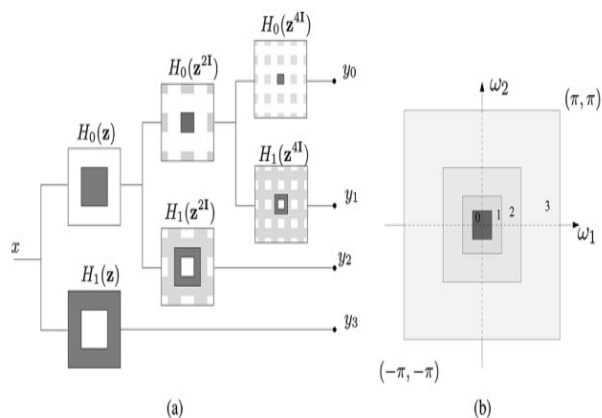 H₀(z⁴ᴵ)
H₀(z²ᴵ)
y₀
H₀(z)
H₁(z⁴ᴵ)
y₁
H₁(z²ᴵ)
x
y₂
H₁(z)
y₃
(a)
ω₂
(π, π)
0 1 2 3
ω₁
(−π, −π)
(b)